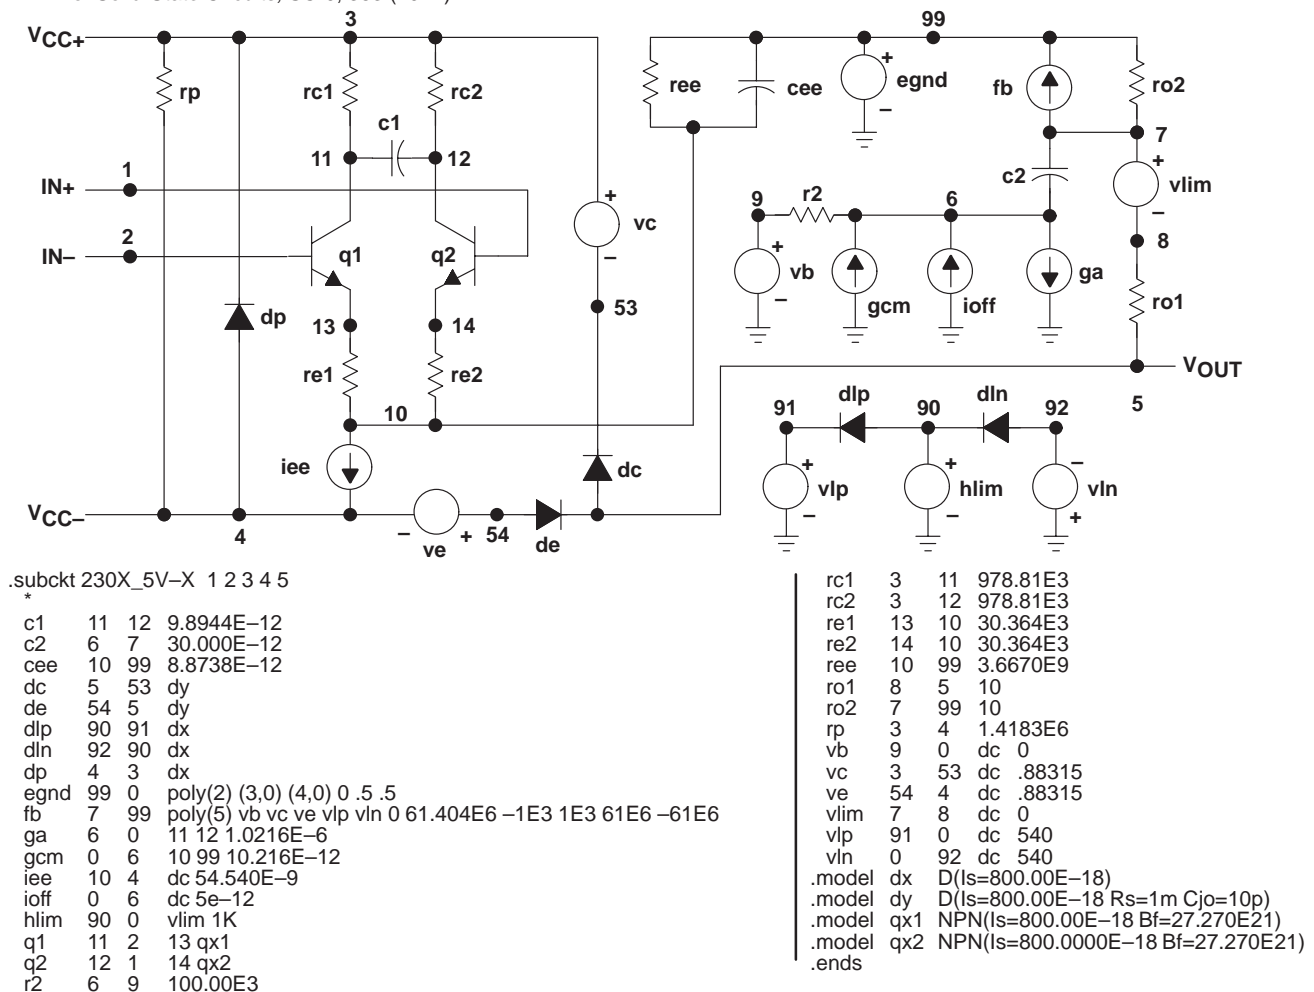 3
99
VCC+
rp
rc1
rc2
ree
cee
egnd
+
–
fb
ro2
c1
11
12
7
1
IN+
c2
+
vlim
–
9
r2
6
+
vc
–
8
2
IN–
q1
q2
+
vb
–
gcm
ioff
ga
ro1
dp
13
14
53
re1
re2
VOUT
5
10
dlp
dln
91
90
92
iee
dc
+
vlp
–
+
hlim
–
–
vln
+
VCC–
4
–
ve
+
54
de
.subckt 230X_5V–X 1 2 3 4 5
*
c1 11 12 9.8944E–12
c2 6 7 30.000E–12
cee 10 99 8.8738E–12
dc 5 53 dy
de 54 5 dy
dlp 90 91 dx
dln 92 90 dx
dp 4 3 dx
egnd 99 0 poly(2) (3,0) (4,0) 0 .5 .5
fb 7 99 poly(5) vb vc ve vlp vln 0 61.404E6 –1E3 1E3 61E6 –61E6
ga 6 0 11 12 1.0216E–6
gcm 0 6 10 99 10.216E–12
iee 10 4 dc 54.540E–9
ioff 0 6 dc 5e–12
hlim 90 0 vlim 1K
q1 11 2 13 qx1
q2 12 1 14 qx2
r2 6 9 100.00E3
rc1 3 11 978.81E3
rc2 3 12 978.81E3
re1 13 10 30.364E3
re2 14 10 30.364E3
ree 10 99 3.6670E9
ro1 8 5 10
ro2 7 99 10
rp 3 4 1.4183E6
vb 9 0 dc 0
vc 3 53 dc .88315
ve 54 4 dc .88315
vlim 7 8 dc 0
vlp 91 0 dc 540
vln 0 92 dc 540
.model dx D(Is=800.00E–18)
.model dy D(Is=800.00E–18 Rs=1m Cjo=10p)
.model qx1 NPN(Is=800.00E–18 Bf=27.270E21)
.model qx2 NPN(Is=800.0000E–18 Bf=27.270E21)
.ends